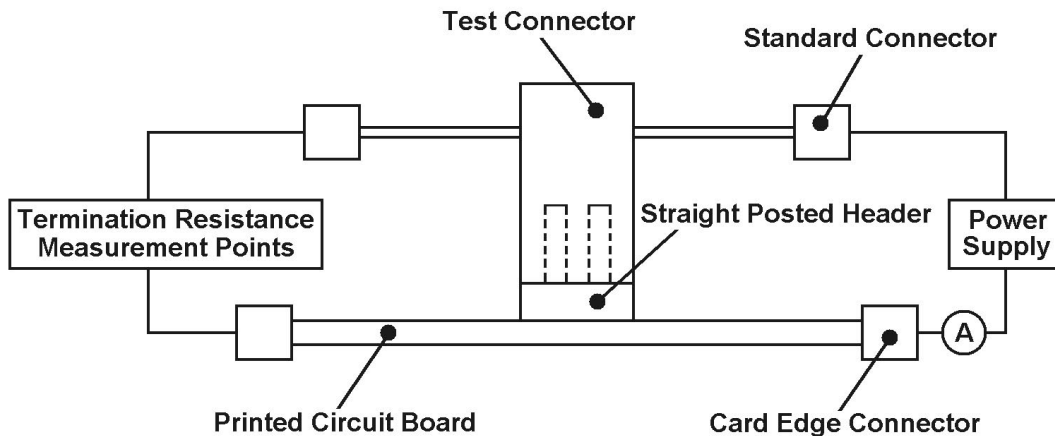 Test Connector
Standard Connector
Termination Resistance
Measurement Points
Straight Posted Header
Power
Supply
A
Printed Circuit Board
Card Edge Connector